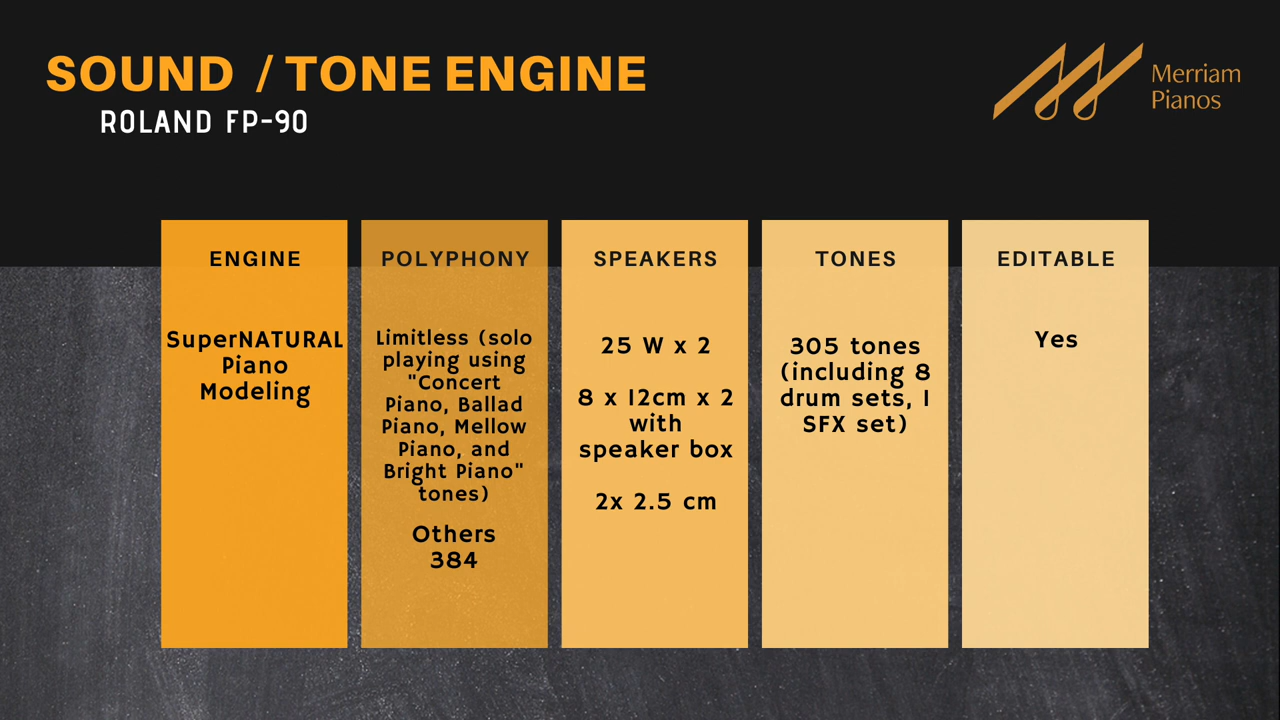 SOUND / TONE ENGINE
ROLAND FP-90
Merriam
Pianos
ENGINE
SuperNATURAL
Piano
Modeling
POLYPHONY
Limitless (solo
playing using
"Concert
Piano, Ballad
Piano, Mellow
Piano, and
Bright Piano"
tones)
Others
384
SPEAKERS
25 W x 2
8 x 12cm x 2
with
speaker box
2x 2.5 cm
TONES
305 tones
(including 8
drum sets, 1
SFX set)
EDITABLE
Yes